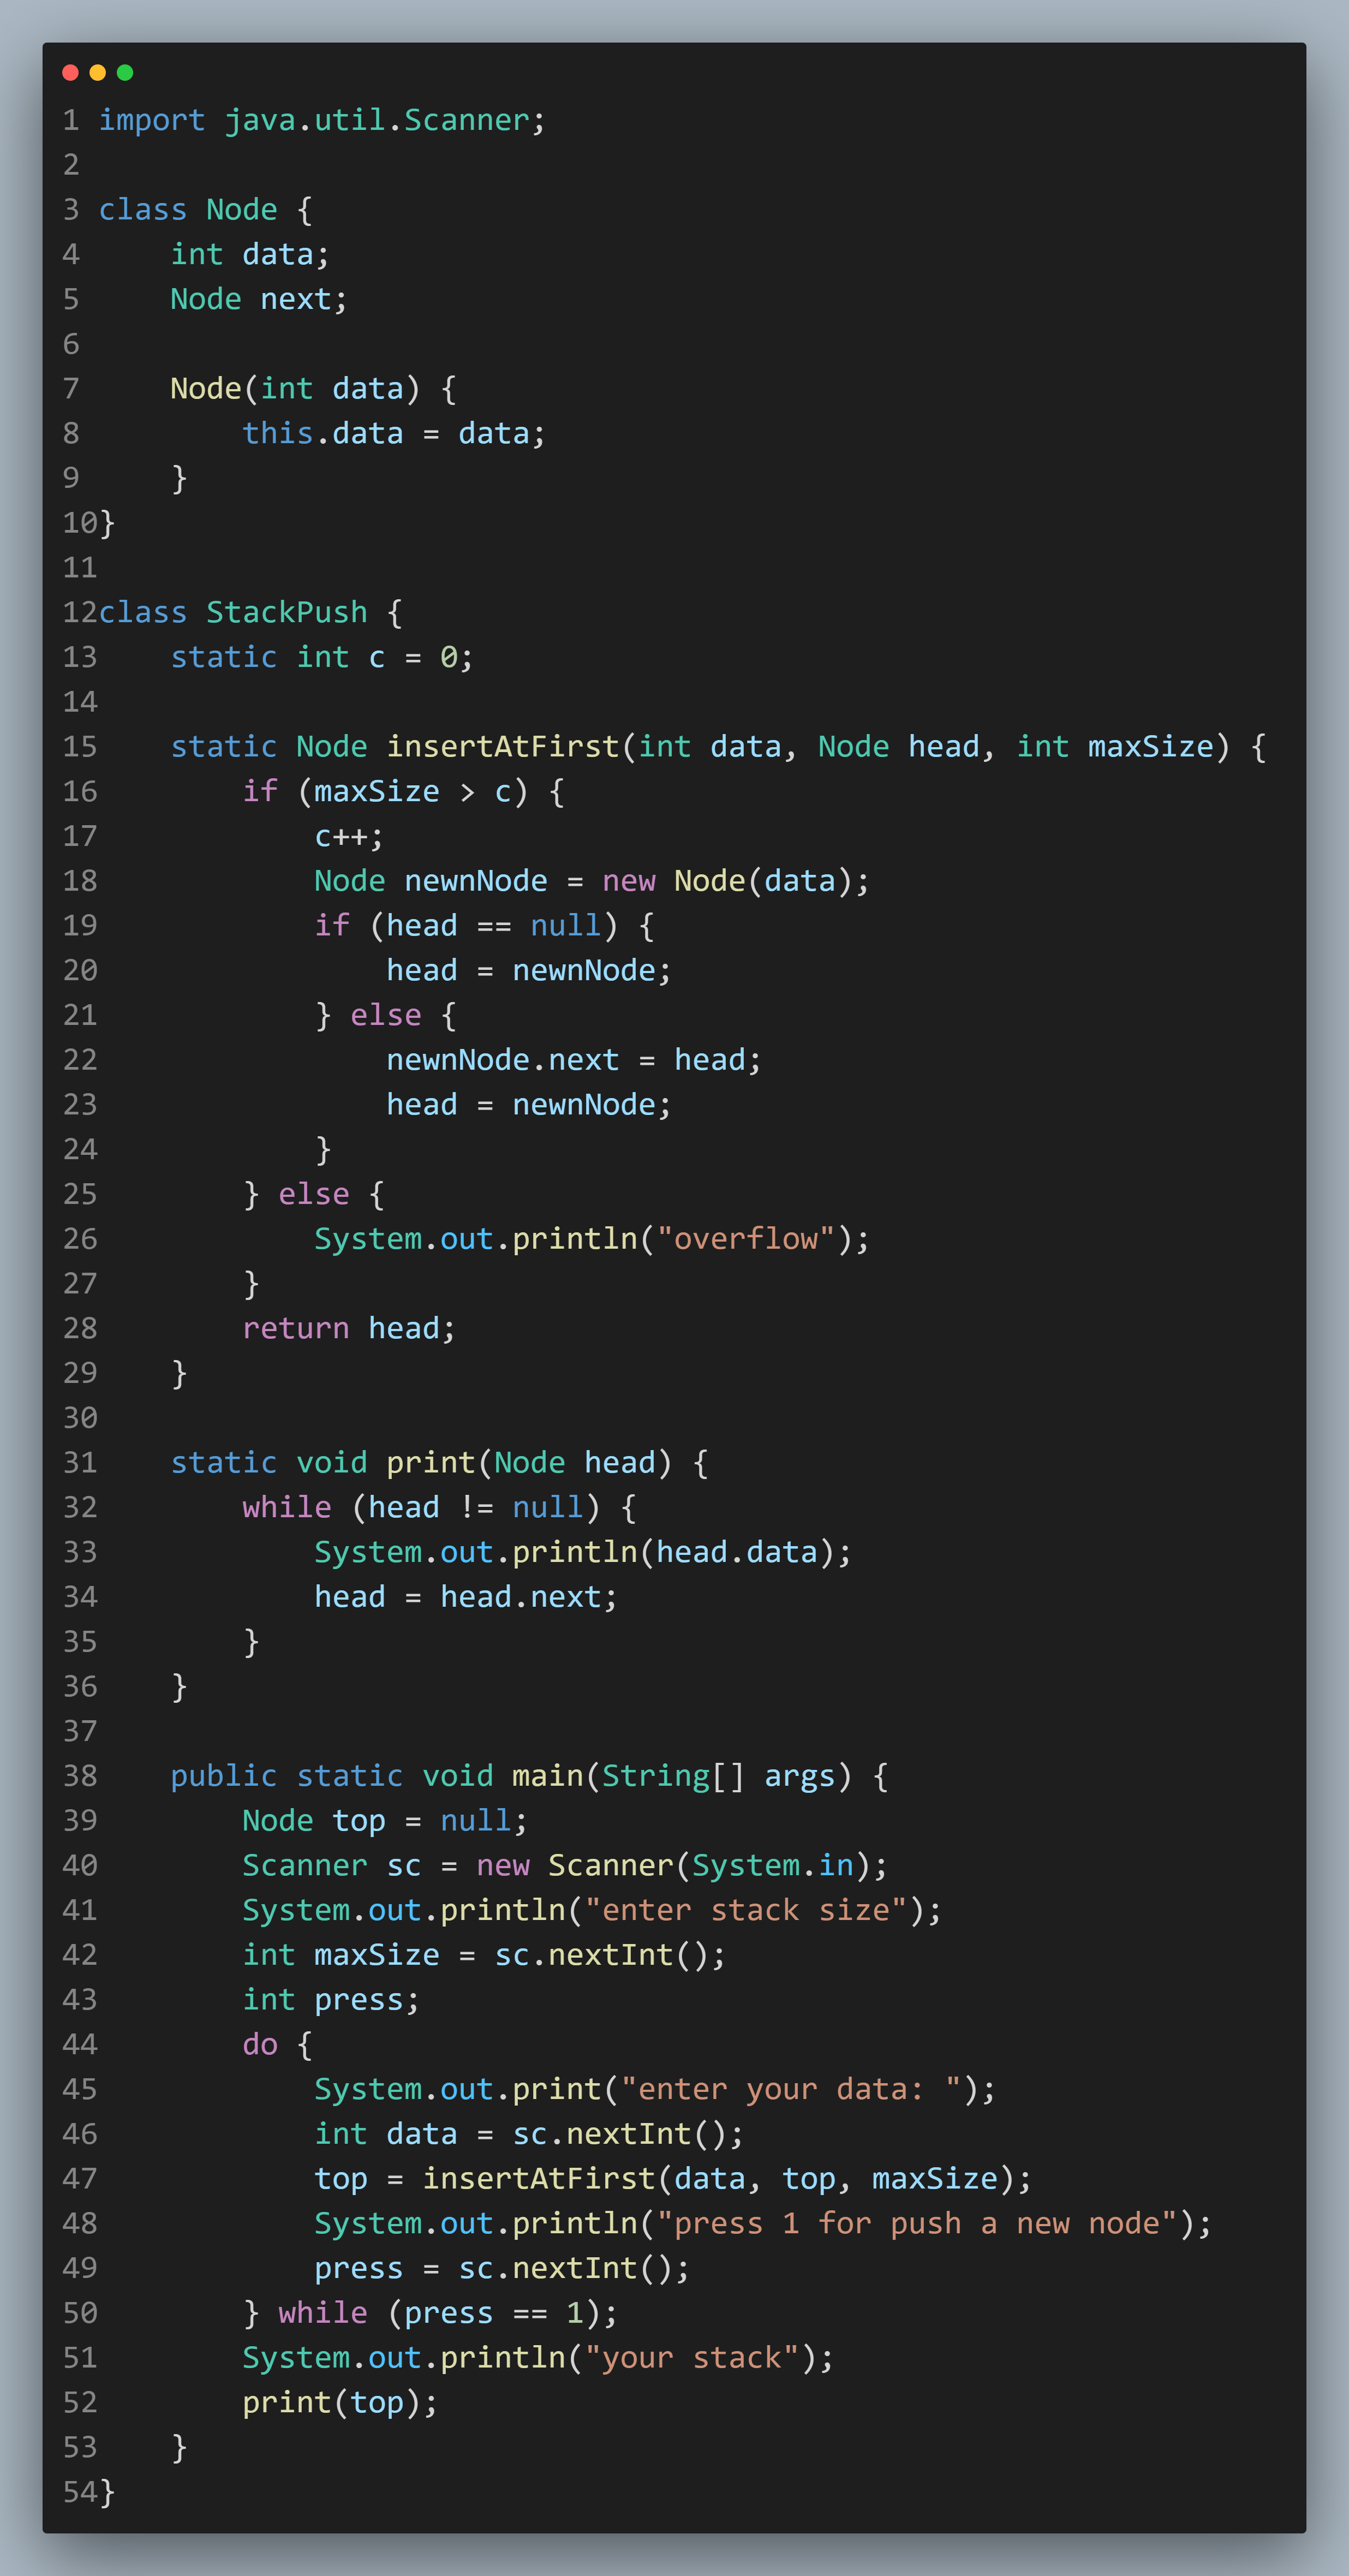 1 import java.util.Scanner;
2
3 class Node {
4     int data;
5     Node next;
6
7     Node(int data) {
8         this.data = data;
9     }
10}
11
12class StackPush {
13    static int c = 0;
14
15    static Node insertAtFirst(int data, Node head, int maxSize) {
16        if (maxSize > c) {
17            c++;
18            Node newnNode = new Node(data);
19            if (head == null) {
20                head = newnNode;
21            } else {
22                newnNode.next = head;
23                head = newnNode;
24            }
25        } else {
26            System.out.println("overflow");
27        }
28        return head;
29    }
30
31    static void print(Node head) {
32        while (head != null) {
33            System.out.println(head.data);
34            head = head.next;
35        }
36    }
37
38    public static void main(String[] args) {
39        Node top = null;
40        Scanner sc = new Scanner(System.in);
41        System.out.println("enter stack size");
42        int maxSize = sc.nextInt();
43        int press;
44        do {
45            System.out.print("enter your data: ");
46            int data = sc.nextInt();
47            top = insertAtFirst(data, top, maxSize);
48            System.out.println("press 1 for push a new node");
49            press = sc.nextInt();
50        } while (press == 1);
51        System.out.println("your stack");
52        print(top);
53    }
54}